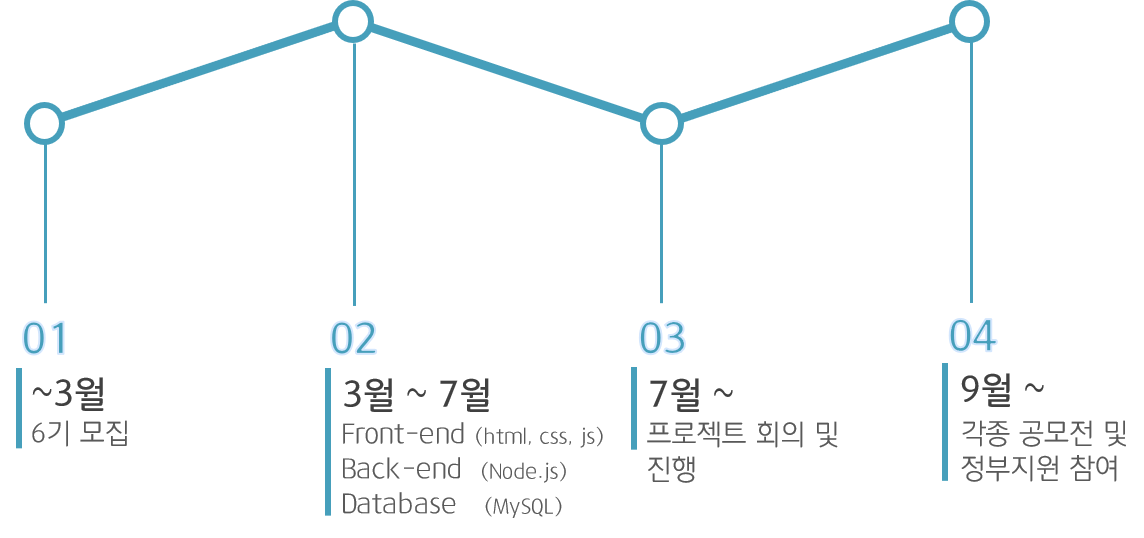 01
~3월
6기 모집
02
3월 ~ 7월
Front-end (html, css, js)
Back-end (Node.js)
Database (MySQL)
03
7월 ~
프로젝트 회의 및
진행
04
9월 ~
각종 공모전 및
정부지원 참여